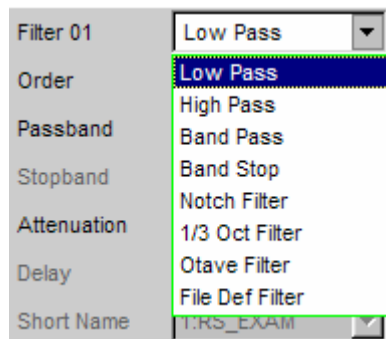 Filter 01 Low Pass
Order Low Pass
High Pass
Passband Band Pass
Stopband Band Stop
Notch Filter
Attenuation 1/3 Oct Filter
Delay Otave Filter
File Def Filter
Short Name 1:RS_EXAM